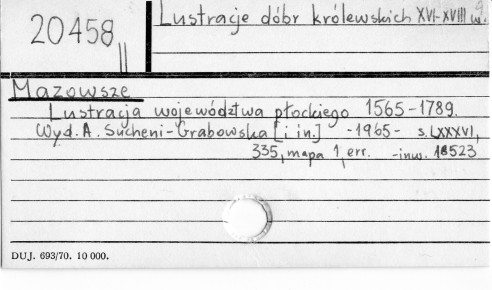 20458 II
Lustracje dóbr królewskich XVI-XVIII w.
Mazowsze
Lustracja województwa płockiego 1565-1789.
Wyd. A. Sucheni-Grabowska [i in.] -1965- s. LXXXVI,
335, mapa 1, err. -inw. 18523
DUJ. 693/70. 10 000.